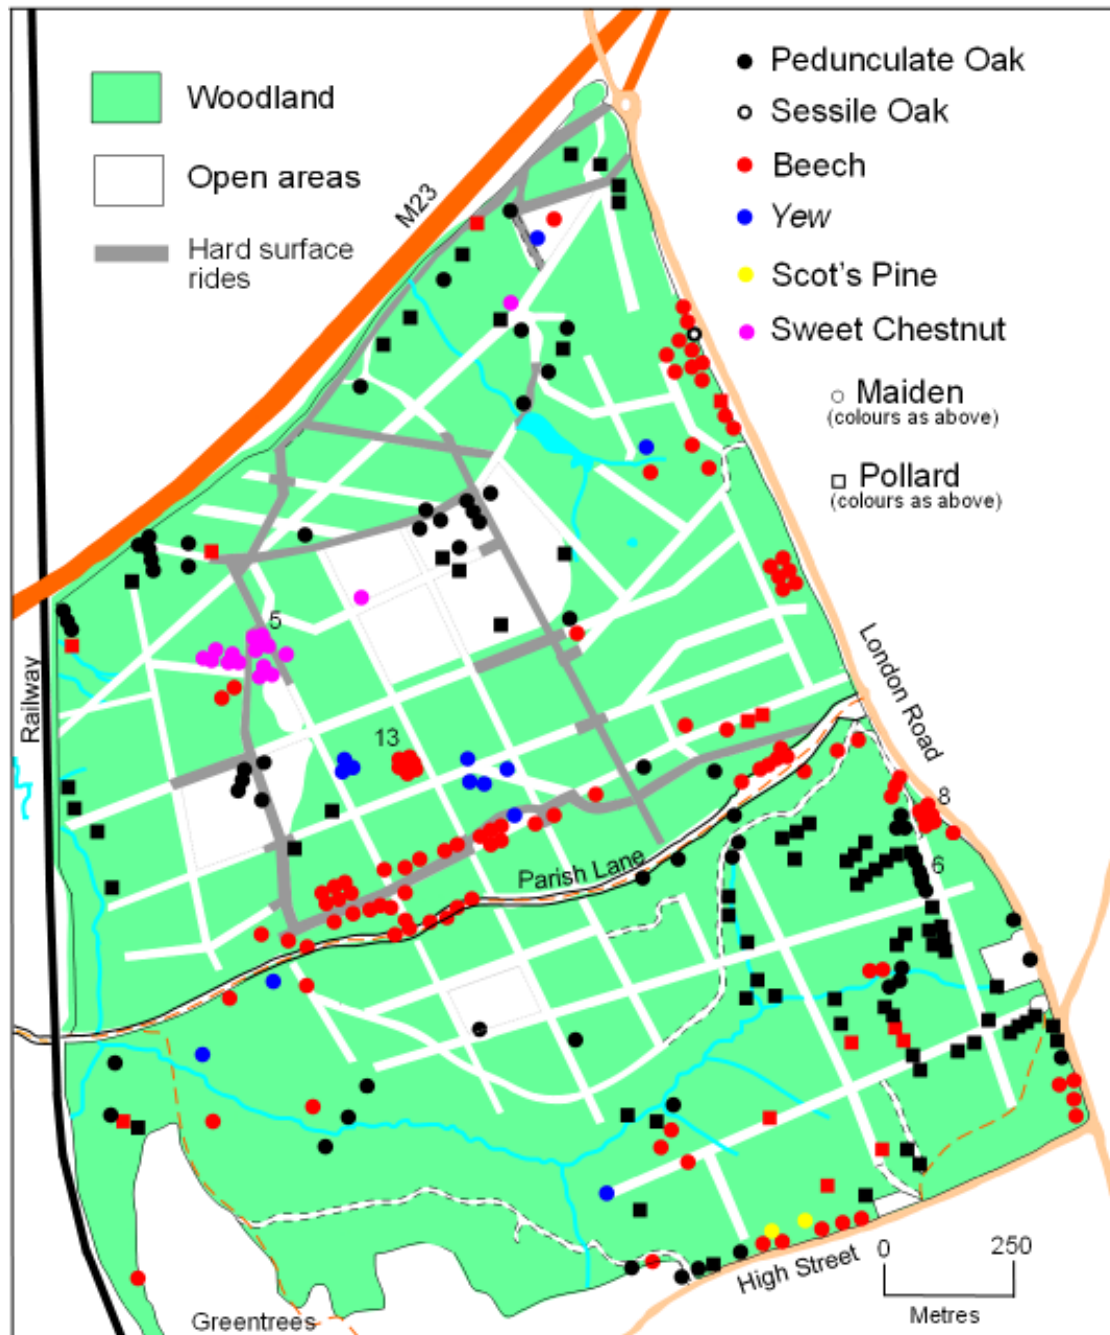 Woodland
Open areas
Hard surface
rides
Pedunculate Oak
Sessile Oak
Beech
Yew
Scot's Pine
Sweet Chestnut
Maiden
(colours as above)
Pollard
(colours as above)
M23
5
London Road
Railway
13
8
Parish Lane
6
High Street
0
250
Metres
Greentrees